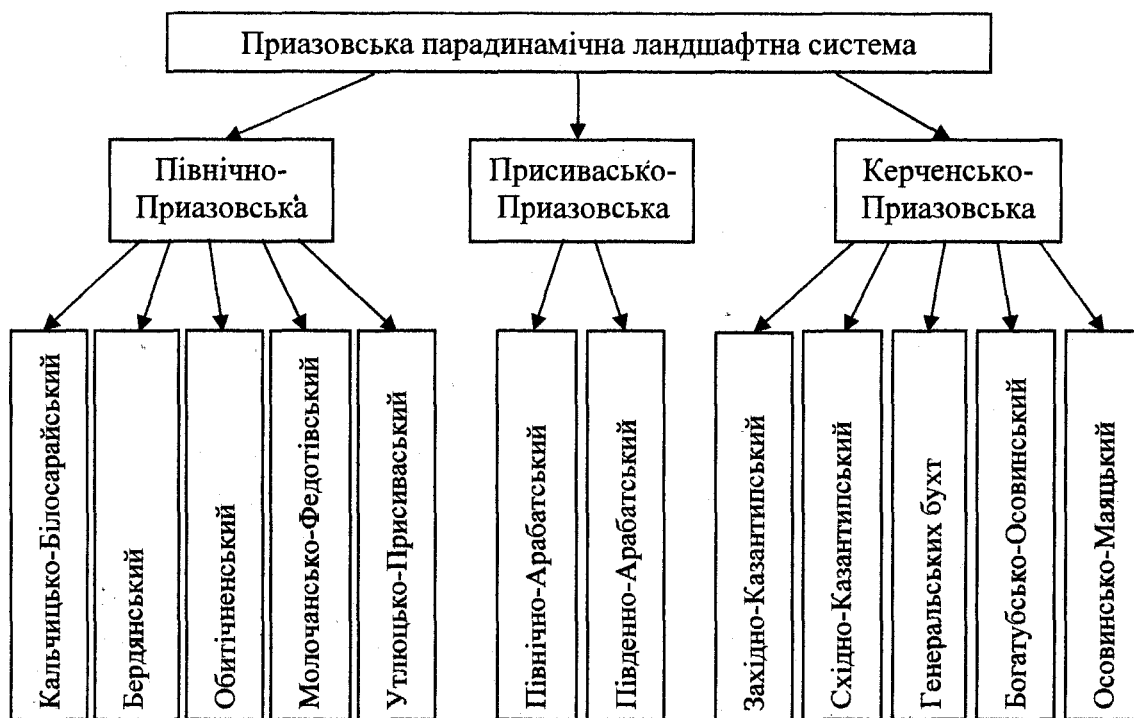 Приазовська парадинамічна ландшафтна система
Північно-
Приазовська
Присивасько-
Приазовська
Керченсько-
Приазовська
Кальчицько-Білосарайський
Бердянський
Обитічненський
Молочансько-Федотівський
Утлюцько-Присиваський
Північно-Арабатський
Південно-Арабатський
Західно-Казантипський
Східно-Казантипський
Генеральських бухт
Богатубсько-Осовинський
Осовинсько-Маяцький